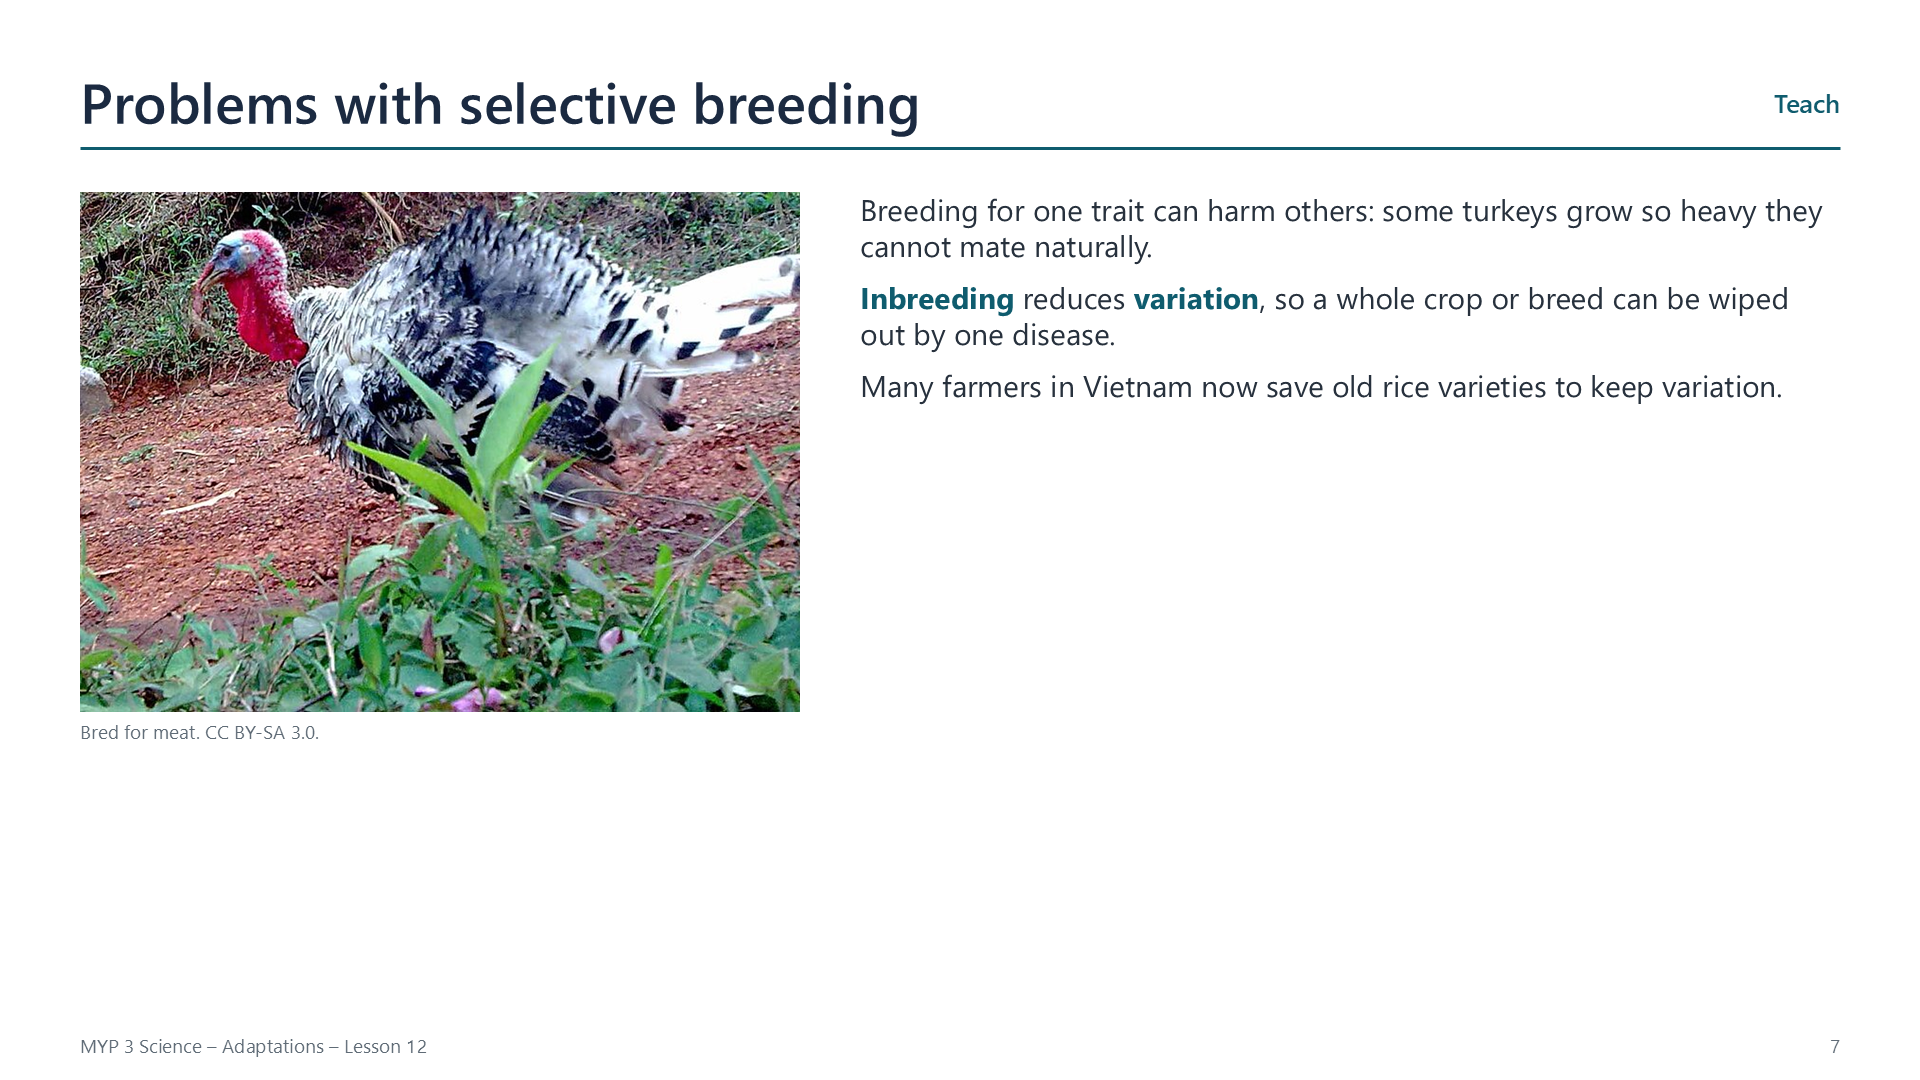 Problems with selective breeding
Teach
Breeding for one trait can harm others: some turkeys grow so heavy they
cannot mate naturally.
Inbreeding reduces variation, so a whole crop or breed can be wiped
out by one disease.
Many farmers in Vietnam now save old rice varieties to keep variation.
Bred for meat. CC BY-SA 3.0.
MYP 3 Science – Adaptations – Lesson 12
7